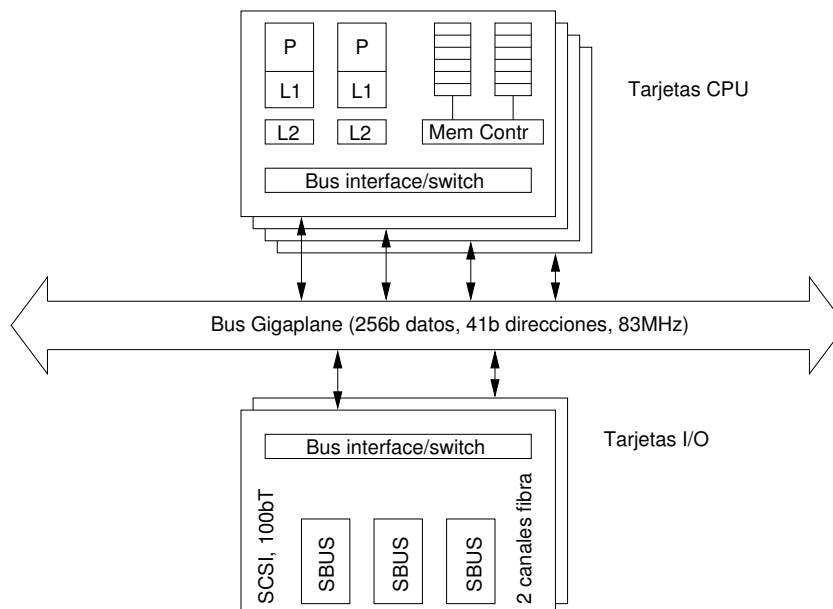 P P
L1 L1
L2 L2
Mem Contr
Bus interface/switch
Tarjetas CPU
Bus Gigaplane (256b datos, 41b direcciones, 83MHz)
Bus interface/switch
Tarjetas I/O
SCSI, 100bT
SBUS
SBUS
SBUS
2 canales fibra